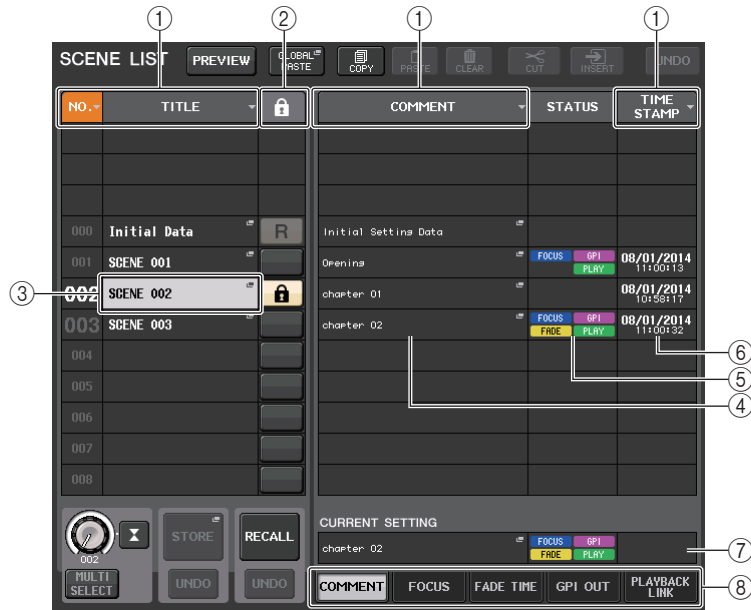 ① ② ① ①
SCENE LIST PREVIEW GLOBAL PASTE COPY PASTE CLEAR CUT INSERT UNDO
NO. TITLE COMMENT STATUS TIME STAMP
000 Initial Data R Initial Setting Data
001 SCENE 001 Opening FOCUS GPI PLAY 08/01/2014 11:00:13
③ 002 SCENE 002 chapter 01 08/01/2014 10:58:17
003 SCENE 003 chapter 02 FOCUS GPI FADE PLAY 08/01/2014 11:00:32
004 ⑥
005 ⑤
006 ④
007
008
CURRENT SETTING
002 STORE RECALL chapter 02 FOCUS GPI FADE PLAY ⑦
MULTI SELECT UNDO UNDO COMMENT FOCUS FADE TIME GPI OUT PLAYBACK LINK ⑧